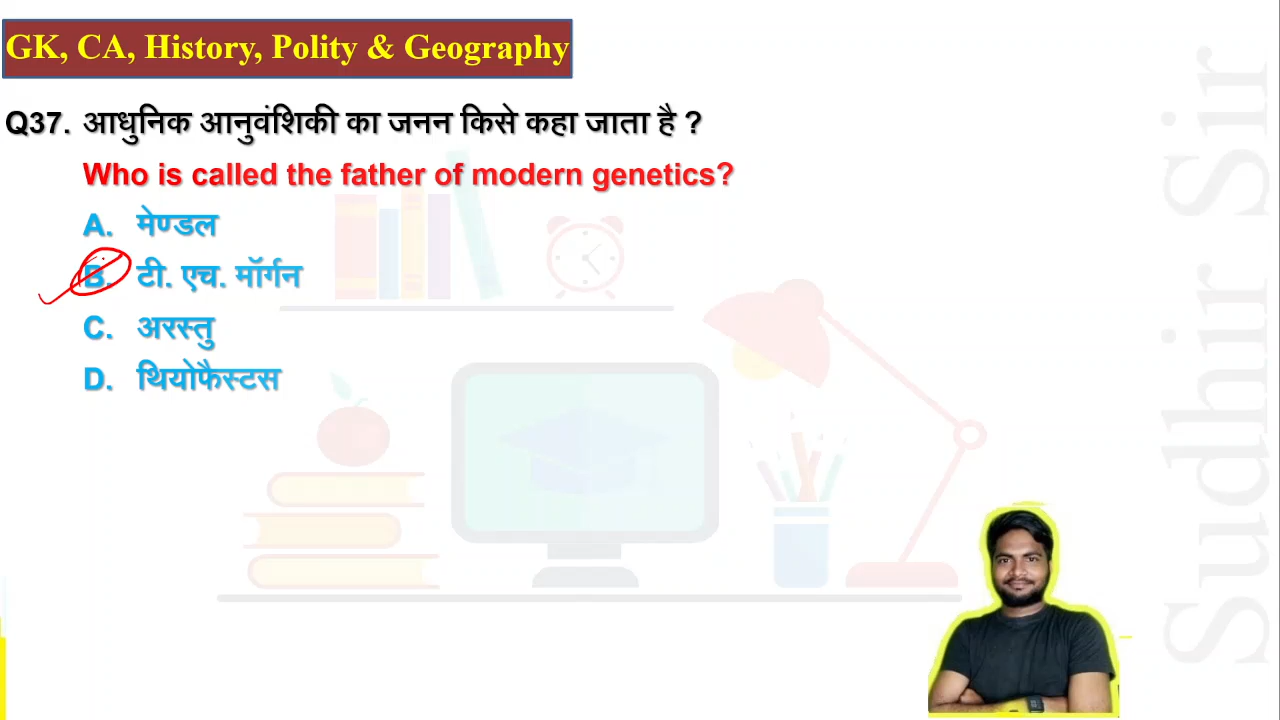 GK, CA, History, Polity & Geography
Q37. आधुनिक आनुवंशिकी का जनन किसे कहा जाता है ?
Who is called the father of modern genetics?
A. मेण्डल
B. टी. एच. मॉर्गन
C. अरस्तु
D. थियोफैस्टस
Sudhir Sir